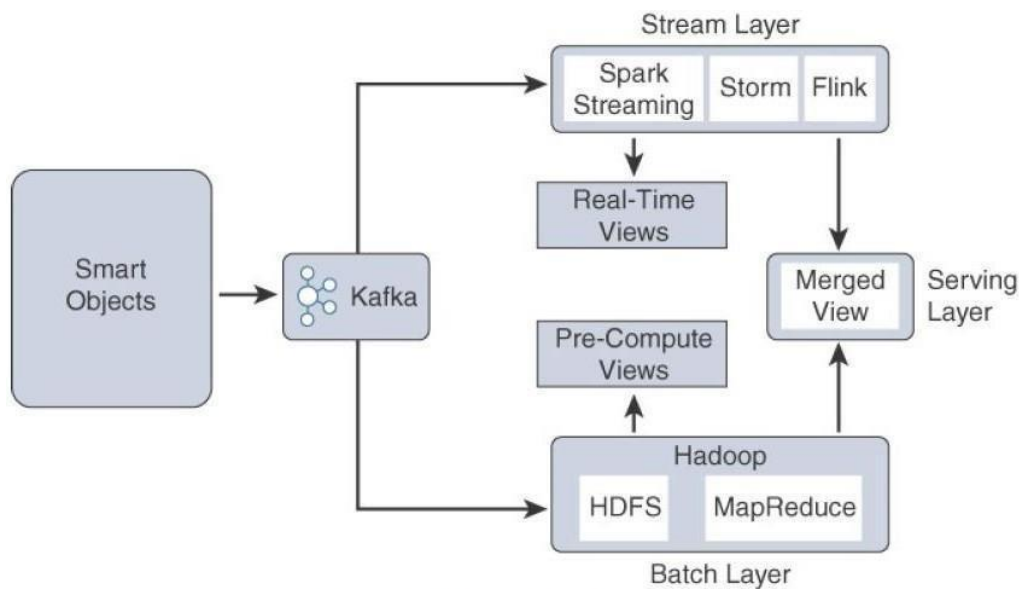 Stream Layer
Spark
Streaming
Storm
Flink
Real-Time
Views
Smart
Objects
Kafka
Merged
View
Serving
Layer
Pre-Compute
Views
Hadoop
HDFS
MapReduce
Batch Layer